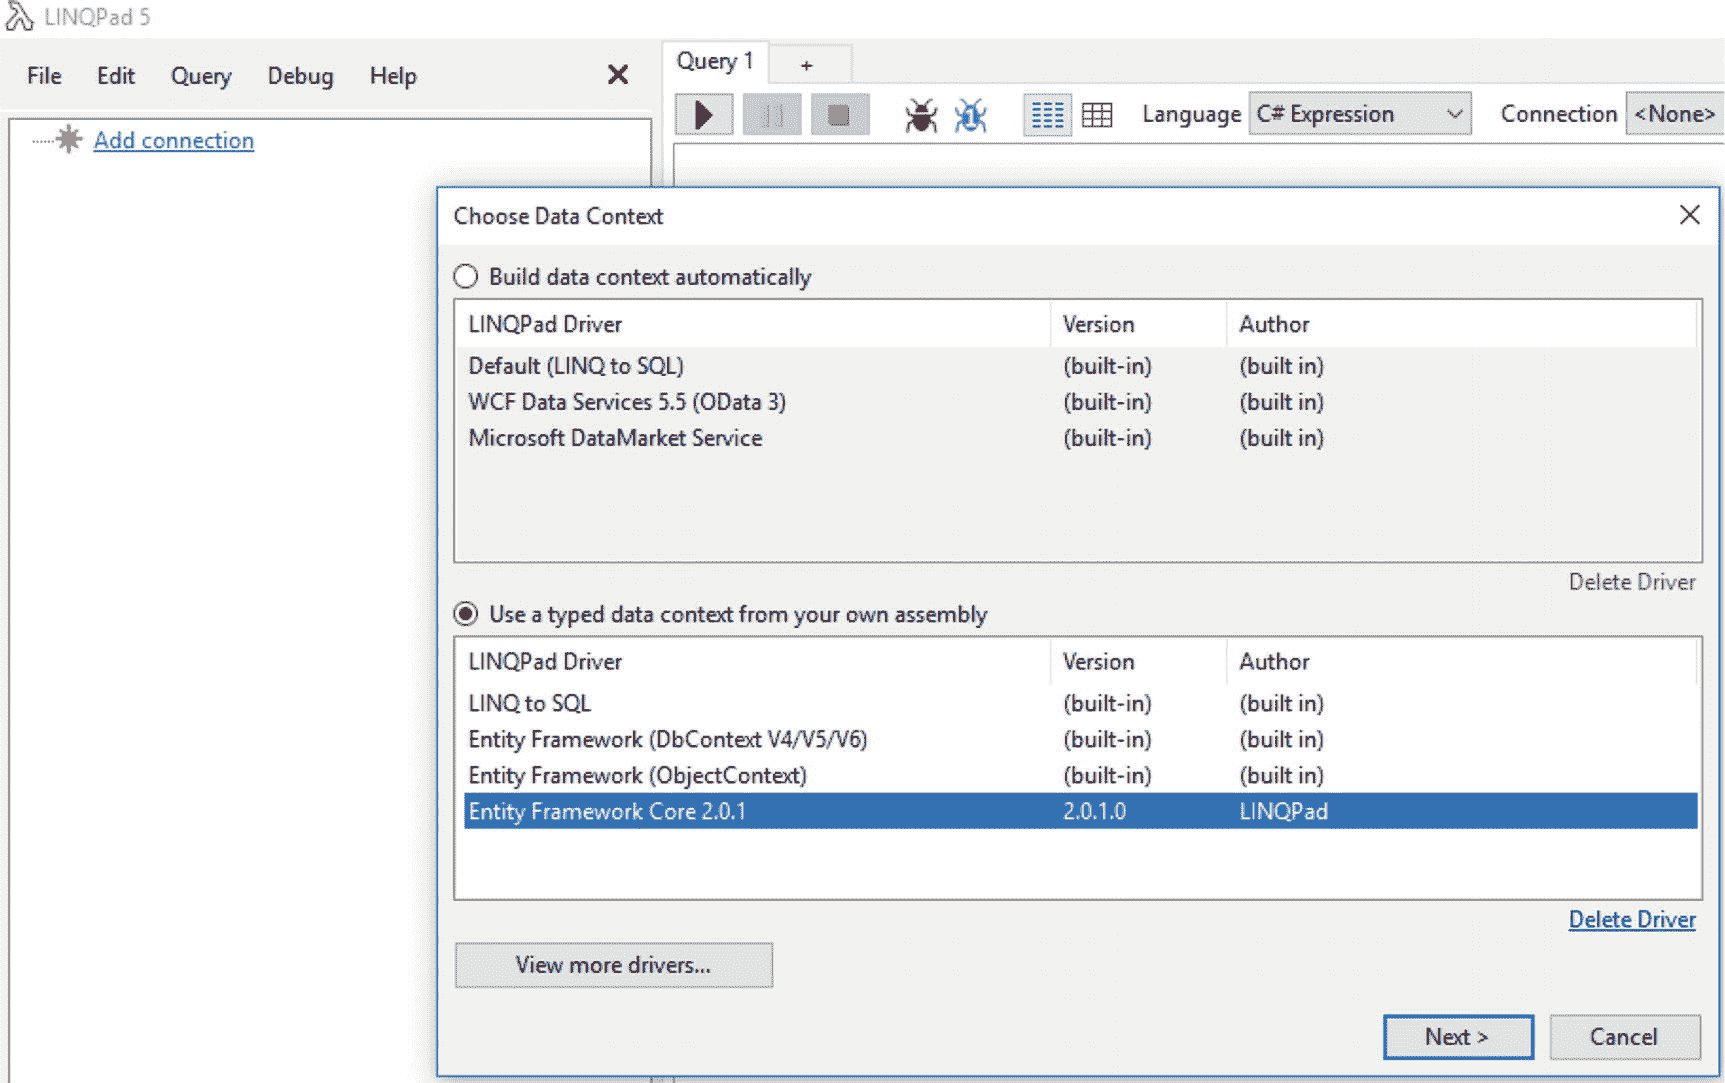 LINQPad 5
File Edit Query Debug Help
Query 1 +
Language C# Expression Connection <None>
Add connection
Choose Data Context
Build data context automatically
LINQPad Driver Version Author
Default (LINQ to SQL) (built-in) (built in)
WCF Data Services 5.5 (OData 3) (built-in) (built in)
Microsoft DataMarket Service (built-in) (built in)
Delete Driver
Use a typed data context from your own assembly
LINQPad Driver Version Author
LINQ to SQL (built-in) (built in)
Entity Framework (DbContext V4/V5/V6) (built-in) (built in)
Entity Framework (ObjectContext) (built-in) (built in)
Entity Framework Core 2.0.1 2.0.1.0 LINQPad
Delete Driver
View more drivers...
Next > Cancel